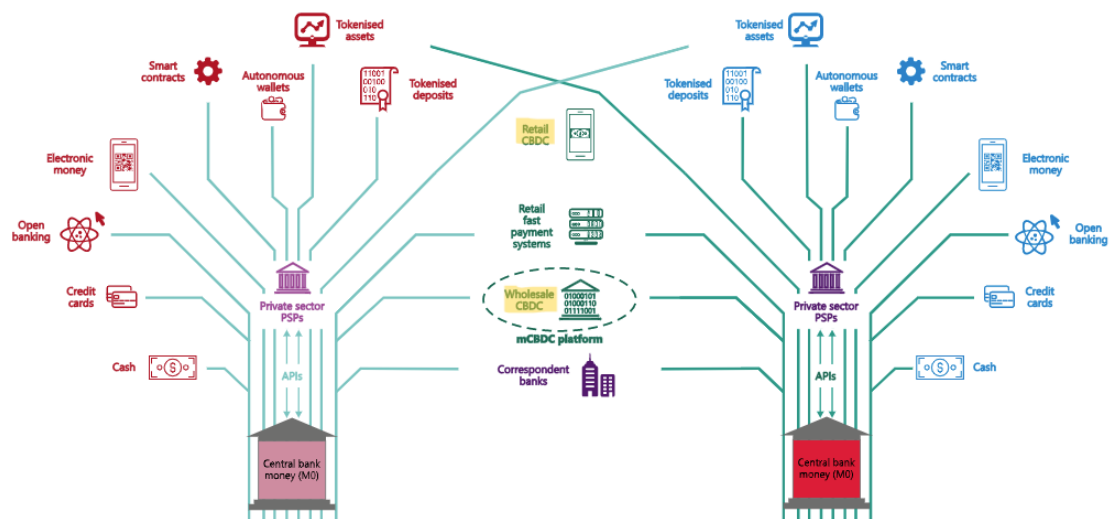 Tokenised
assets
Tokenised
assets
Smart
contracts
Autonomous
wallets
Tokenised
deposits
Tokenised
deposits
Autonomous
wallets
Smart
contracts
11001
00100
010
110
11001
00100
010
110
Retail
CBDC
Electronic
money
Electronic
money
Open
banking
Retail
fast
payment
systems
Open
banking
Credit
cards
Private sector
PSPs
Wholesale
CBDC
01000101
01000110
01111001
mCBDC platform
Private sector
PSPs
Credit
cards
Cash
$
APIs
Correspondent
banks
APIs
$
Cash
Central bank
money (M0)
Central bank
money (M0)